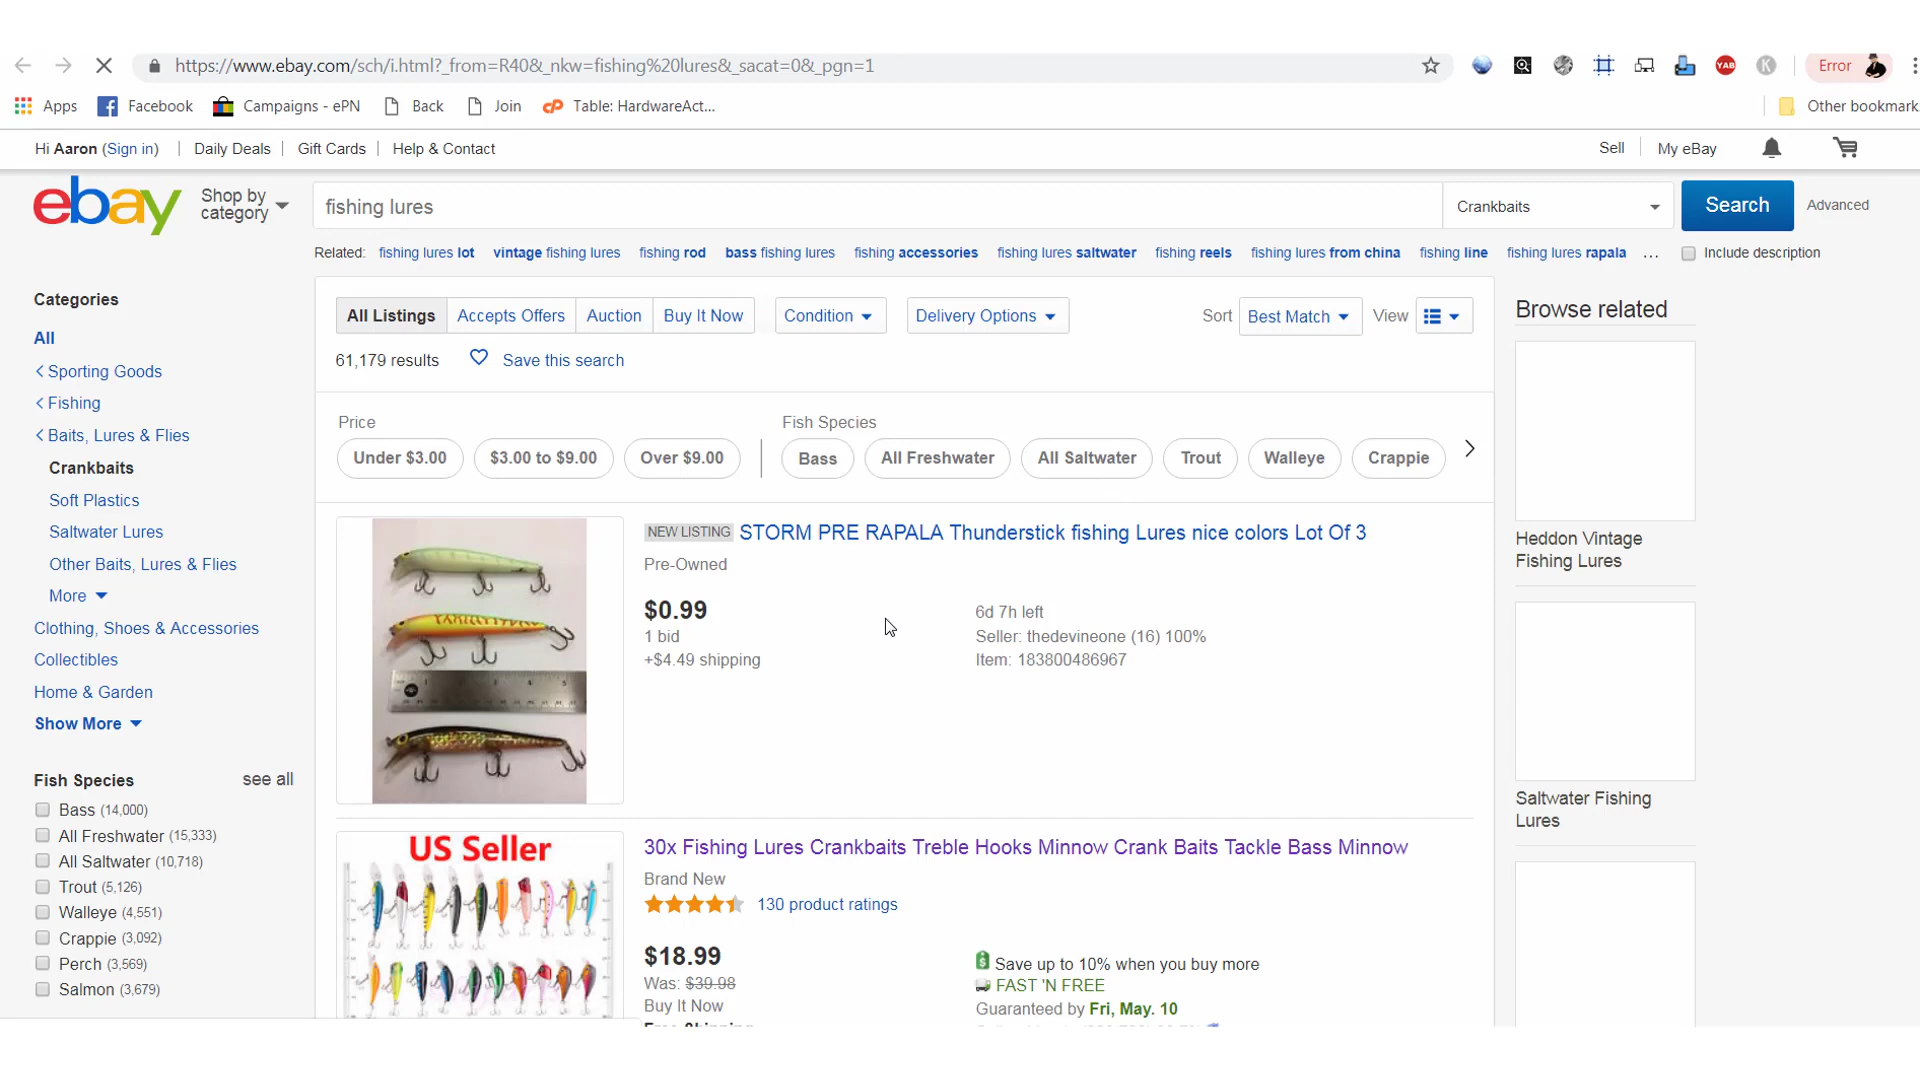 https://www.ebay.com/sch/i.html?_from=R40&_nkw=fishing%20lures&_sacat=0&_pgn=1
YAB
K
Error
Apps
Facebook
Campaigns - ePN
Back
Join
Table: HardwareAct...
Other bookmark
Hi Aaron (Sign in)
Daily Deals
Gift Cards
Help & Contact
Sell
My eBay
ebay
Shop by category
fishing lures
Crankbaits
Search
Advanced
Related:
fishing lures lot
vintage fishing lures
fishing rod
bass fishing lures
fishing accessories
fishing lures saltwater
fishing reels
fishing lures from china
fishing line
fishing lures rapala
...
Include description
Categories
All
Sporting Goods
Fishing
Baits, Lures & Flies
Crankbaits
Soft Plastics
Saltwater Lures
Other Baits, Lures & Flies
More
Clothing, Shoes & Accessories
Collectibles
Home & Garden
Show More
Fish Species
see all
Bass (14,000)
All Freshwater (15,333)
All Saltwater (10,718)
Trout (5,126)
Walleye (4,551)
Crappie (3,092)
Perch (3,569)
Salmon (3,679)
All Listings
Accepts Offers
Auction
Buy It Now
Condition
Delivery Options
Sort
Best Match
View
61,179 results
Save this search
Price
Under $3.00
$3.00 to $9.00
Over $9.00
Fish Species
Bass
All Freshwater
All Saltwater
Trout
Walleye
Crappie
NEW LISTING STORM PRE RAPALA Thunderstick fishing Lures nice colors Lot Of 3
Pre-Owned
$0.99
1 bid
+$4.49 shipping
6d 7h left
Seller: thedevineone (16) 100%
Item: 183800486967
US Seller
30x Fishing Lures Crankbaits Treble Hooks Minnow Crank Baits Tackle Bass Minnow
Brand New
130 product ratings
$18.99
Was: $39.98
Buy It Now
Free Shipping
Save up to 10% when you buy more
FAST 'N FREE
Guaranteed by Fri, May. 10
Browse related
Heddon Vintage
Fishing Lures
Saltwater Fishing
Lures